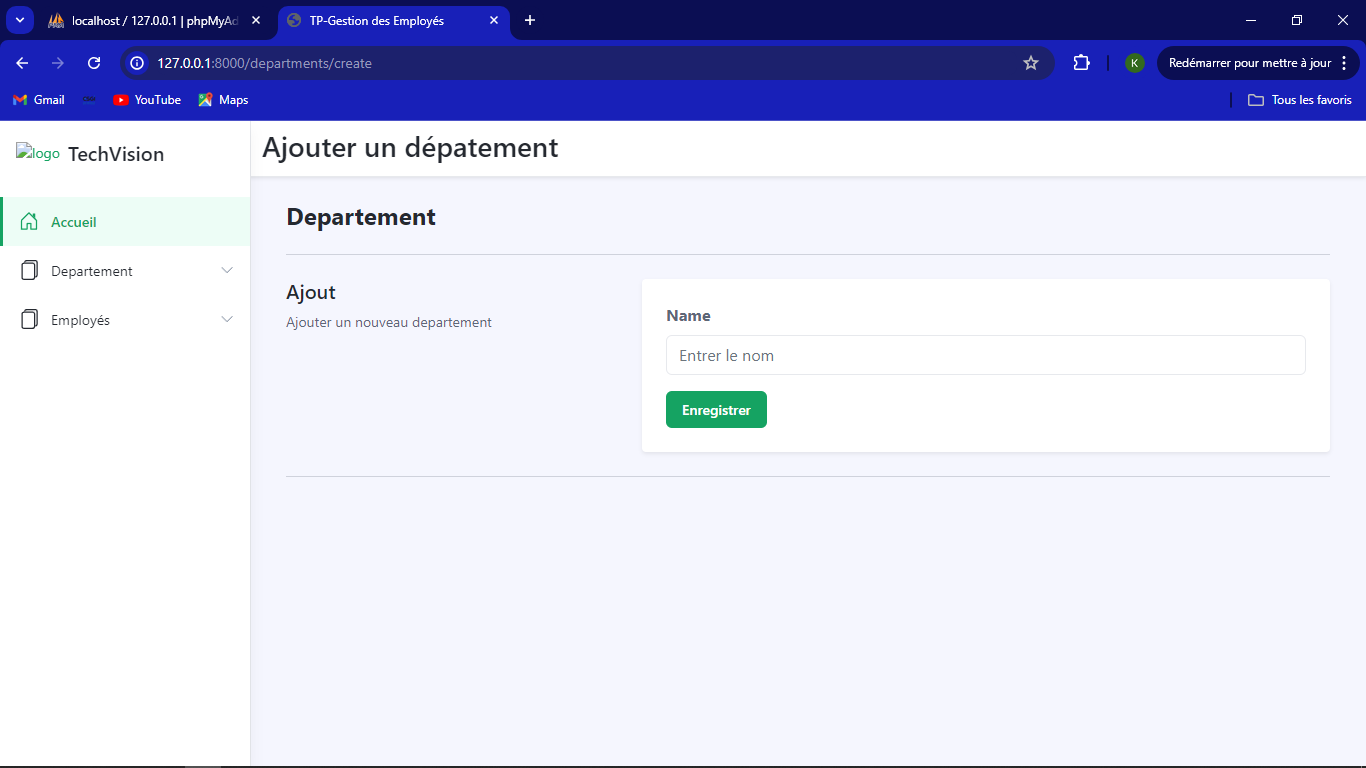 localhost / 127.0.0.1 | phpMyAd
TP-Gestion des Employés
127.0.0.1:8000/departments/create
K
Redémarrer pour mettre à jour
Gmail
YouTube
Maps
Tous les favoris
logo
TechVision
Ajouter un dépatement
Accueil
Departement
Employés
Departement
Ajout
Ajouter un nouveau departement
Name
Entrer le nom
Enregistrer